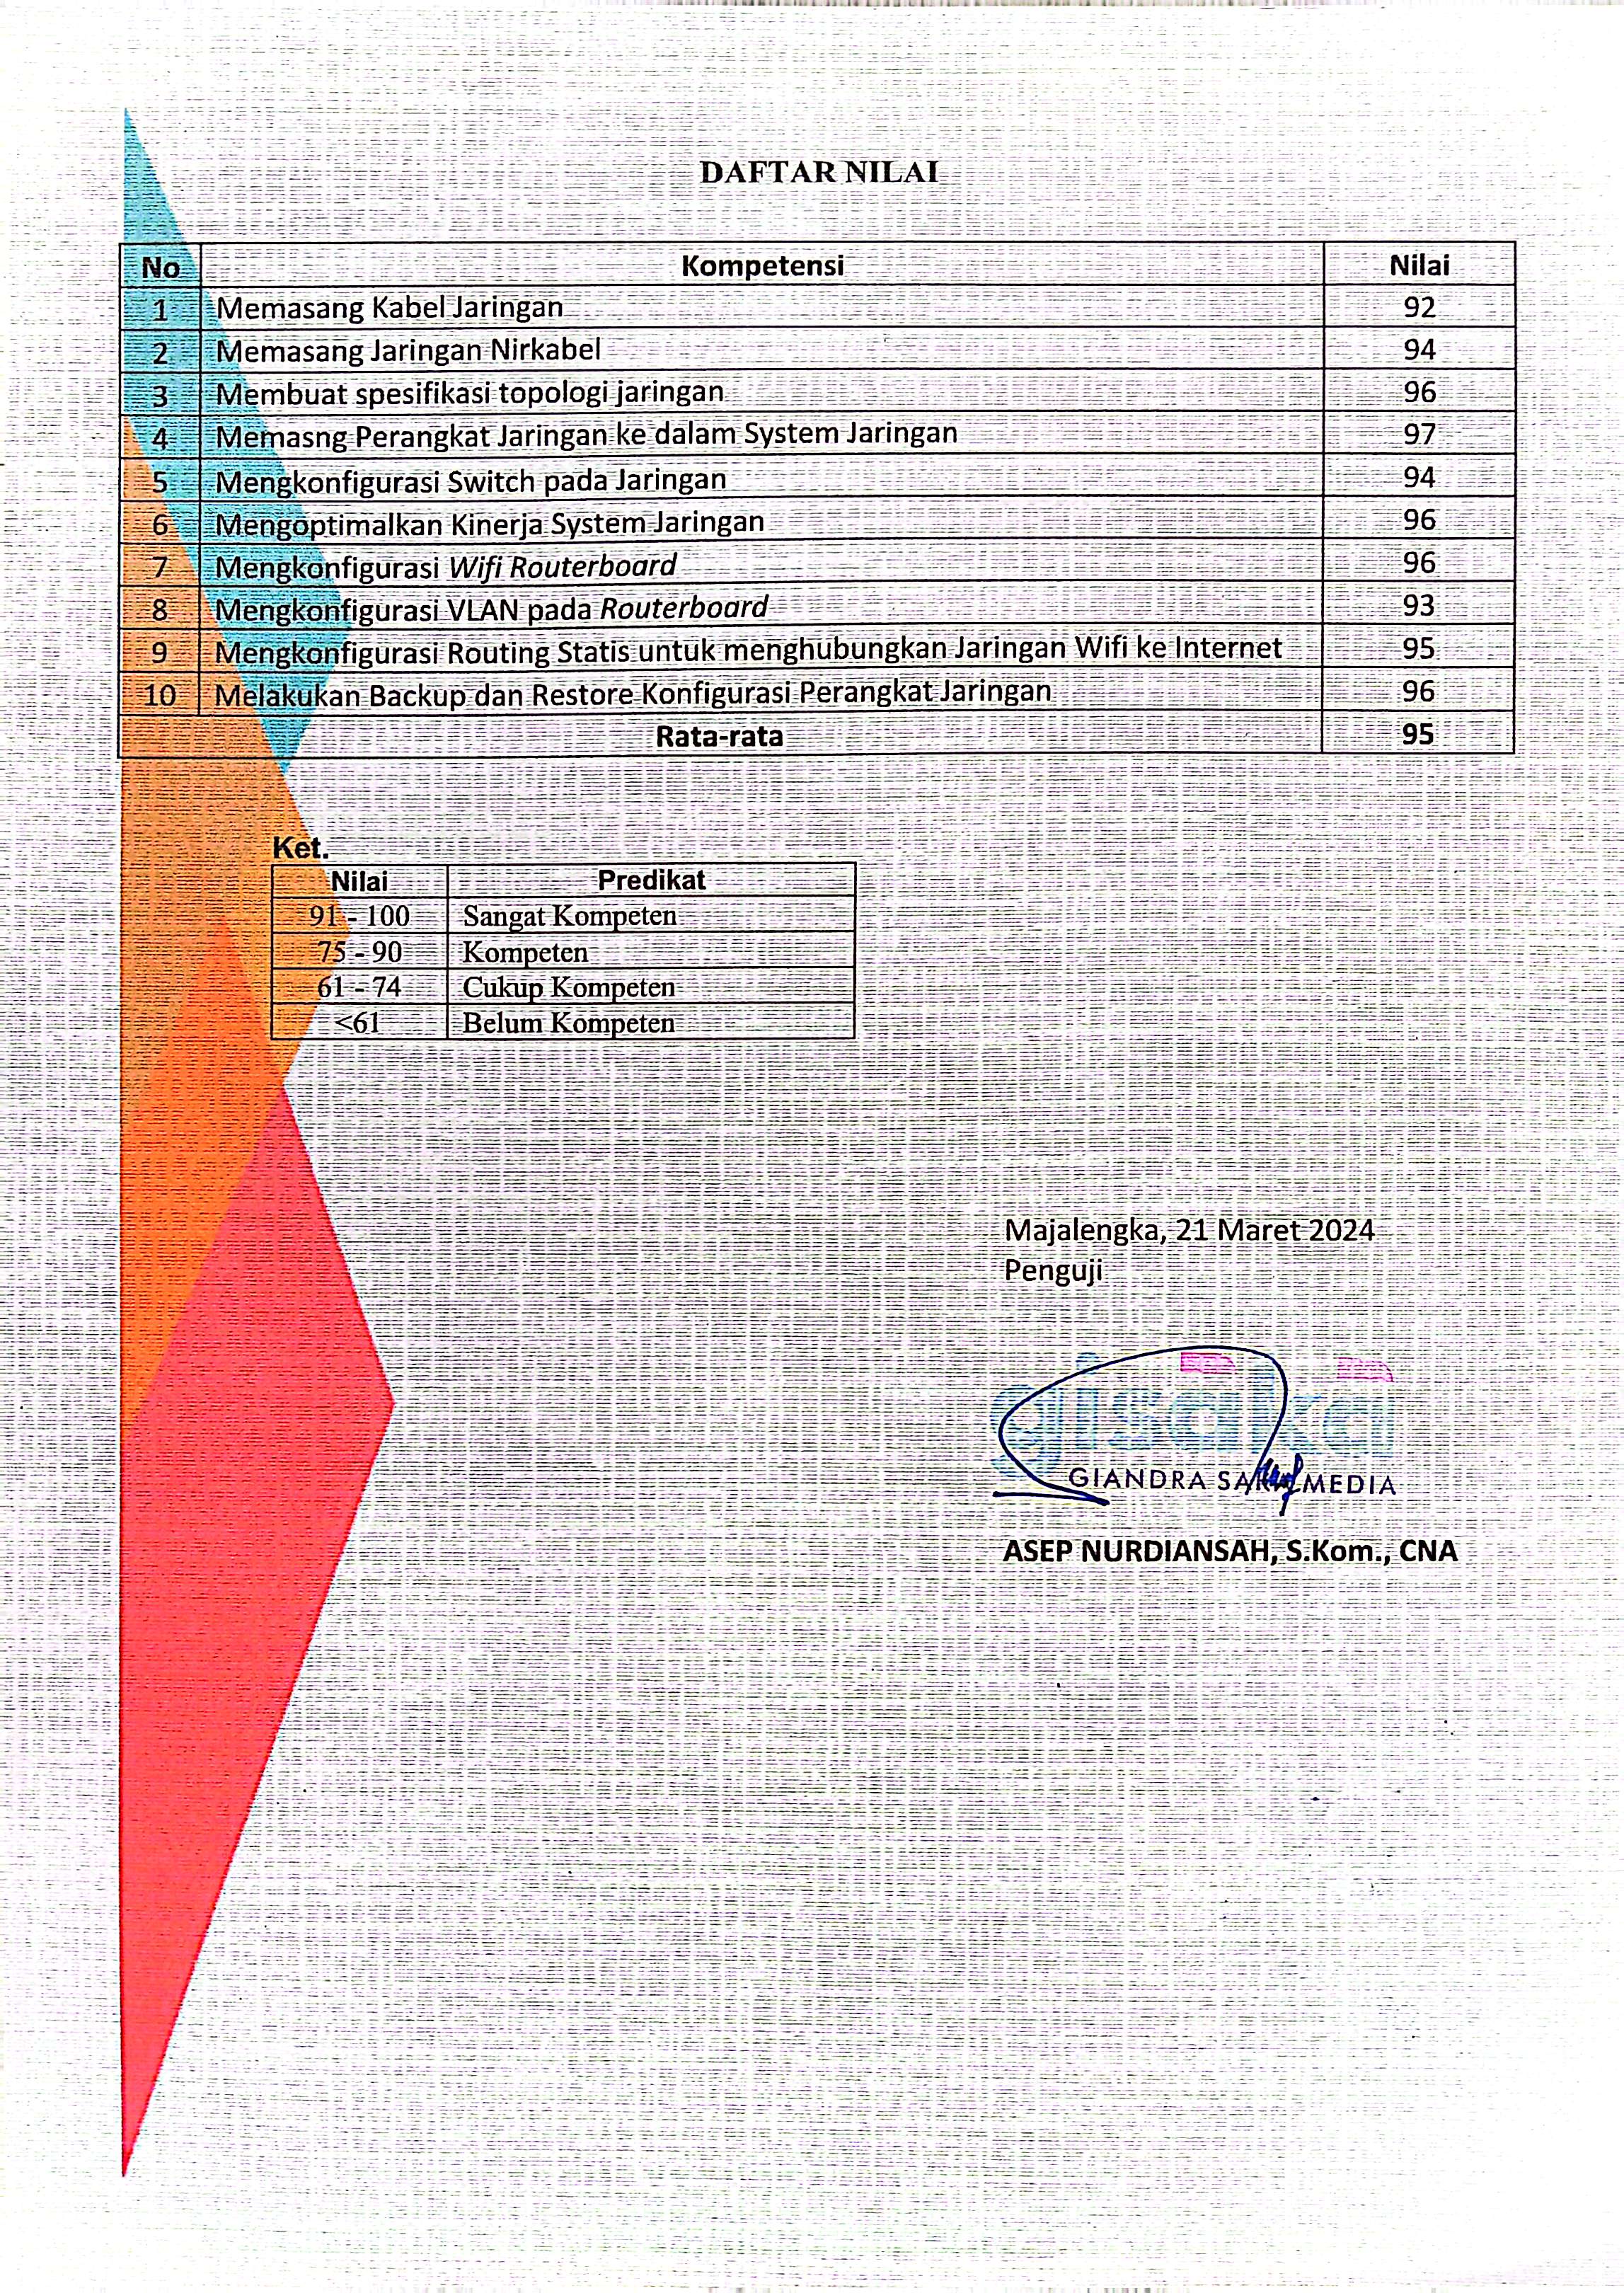 DAFTAR NILAI
No Kompetensi Nilai
1 Memasang Kabel Jaringan 92
2 Memasang Jaringan Nirkabel 94
3 Membuat spesifikasi topologi jaringan 96
4 Memasng Perangkat Jaringan ke dalam System Jaringan 97
5 Mengkonfigurasi Switch pada Jaringan 94
6 Mengoptimalkan Kinerja System Jaringan 96
7 Mengkonfigurasi Wifi Routerboard 96
8 Mengkonfigurasi VLAN pada Routerboard 93
9 Mengkonfigurasi Routing Statis untuk menghubungkan Jaringan Wifi ke Internet 95
10 Melakukan Backup dan Restore Konfigurasi Perangkat Jaringan 96
Rata-rata 95
Ket.
Nilai Predikat
91 - 100 Sangat Kompeten
75 - 90 Kompeten
61 - 74 Cukup Kompeten
<61 Belum Kompeten
Majalengka, 21 Maret 2024
Penguji
gisaka
GIANDRA MEDIA
ASEP NURDIANSAH, S.Kom., CNA